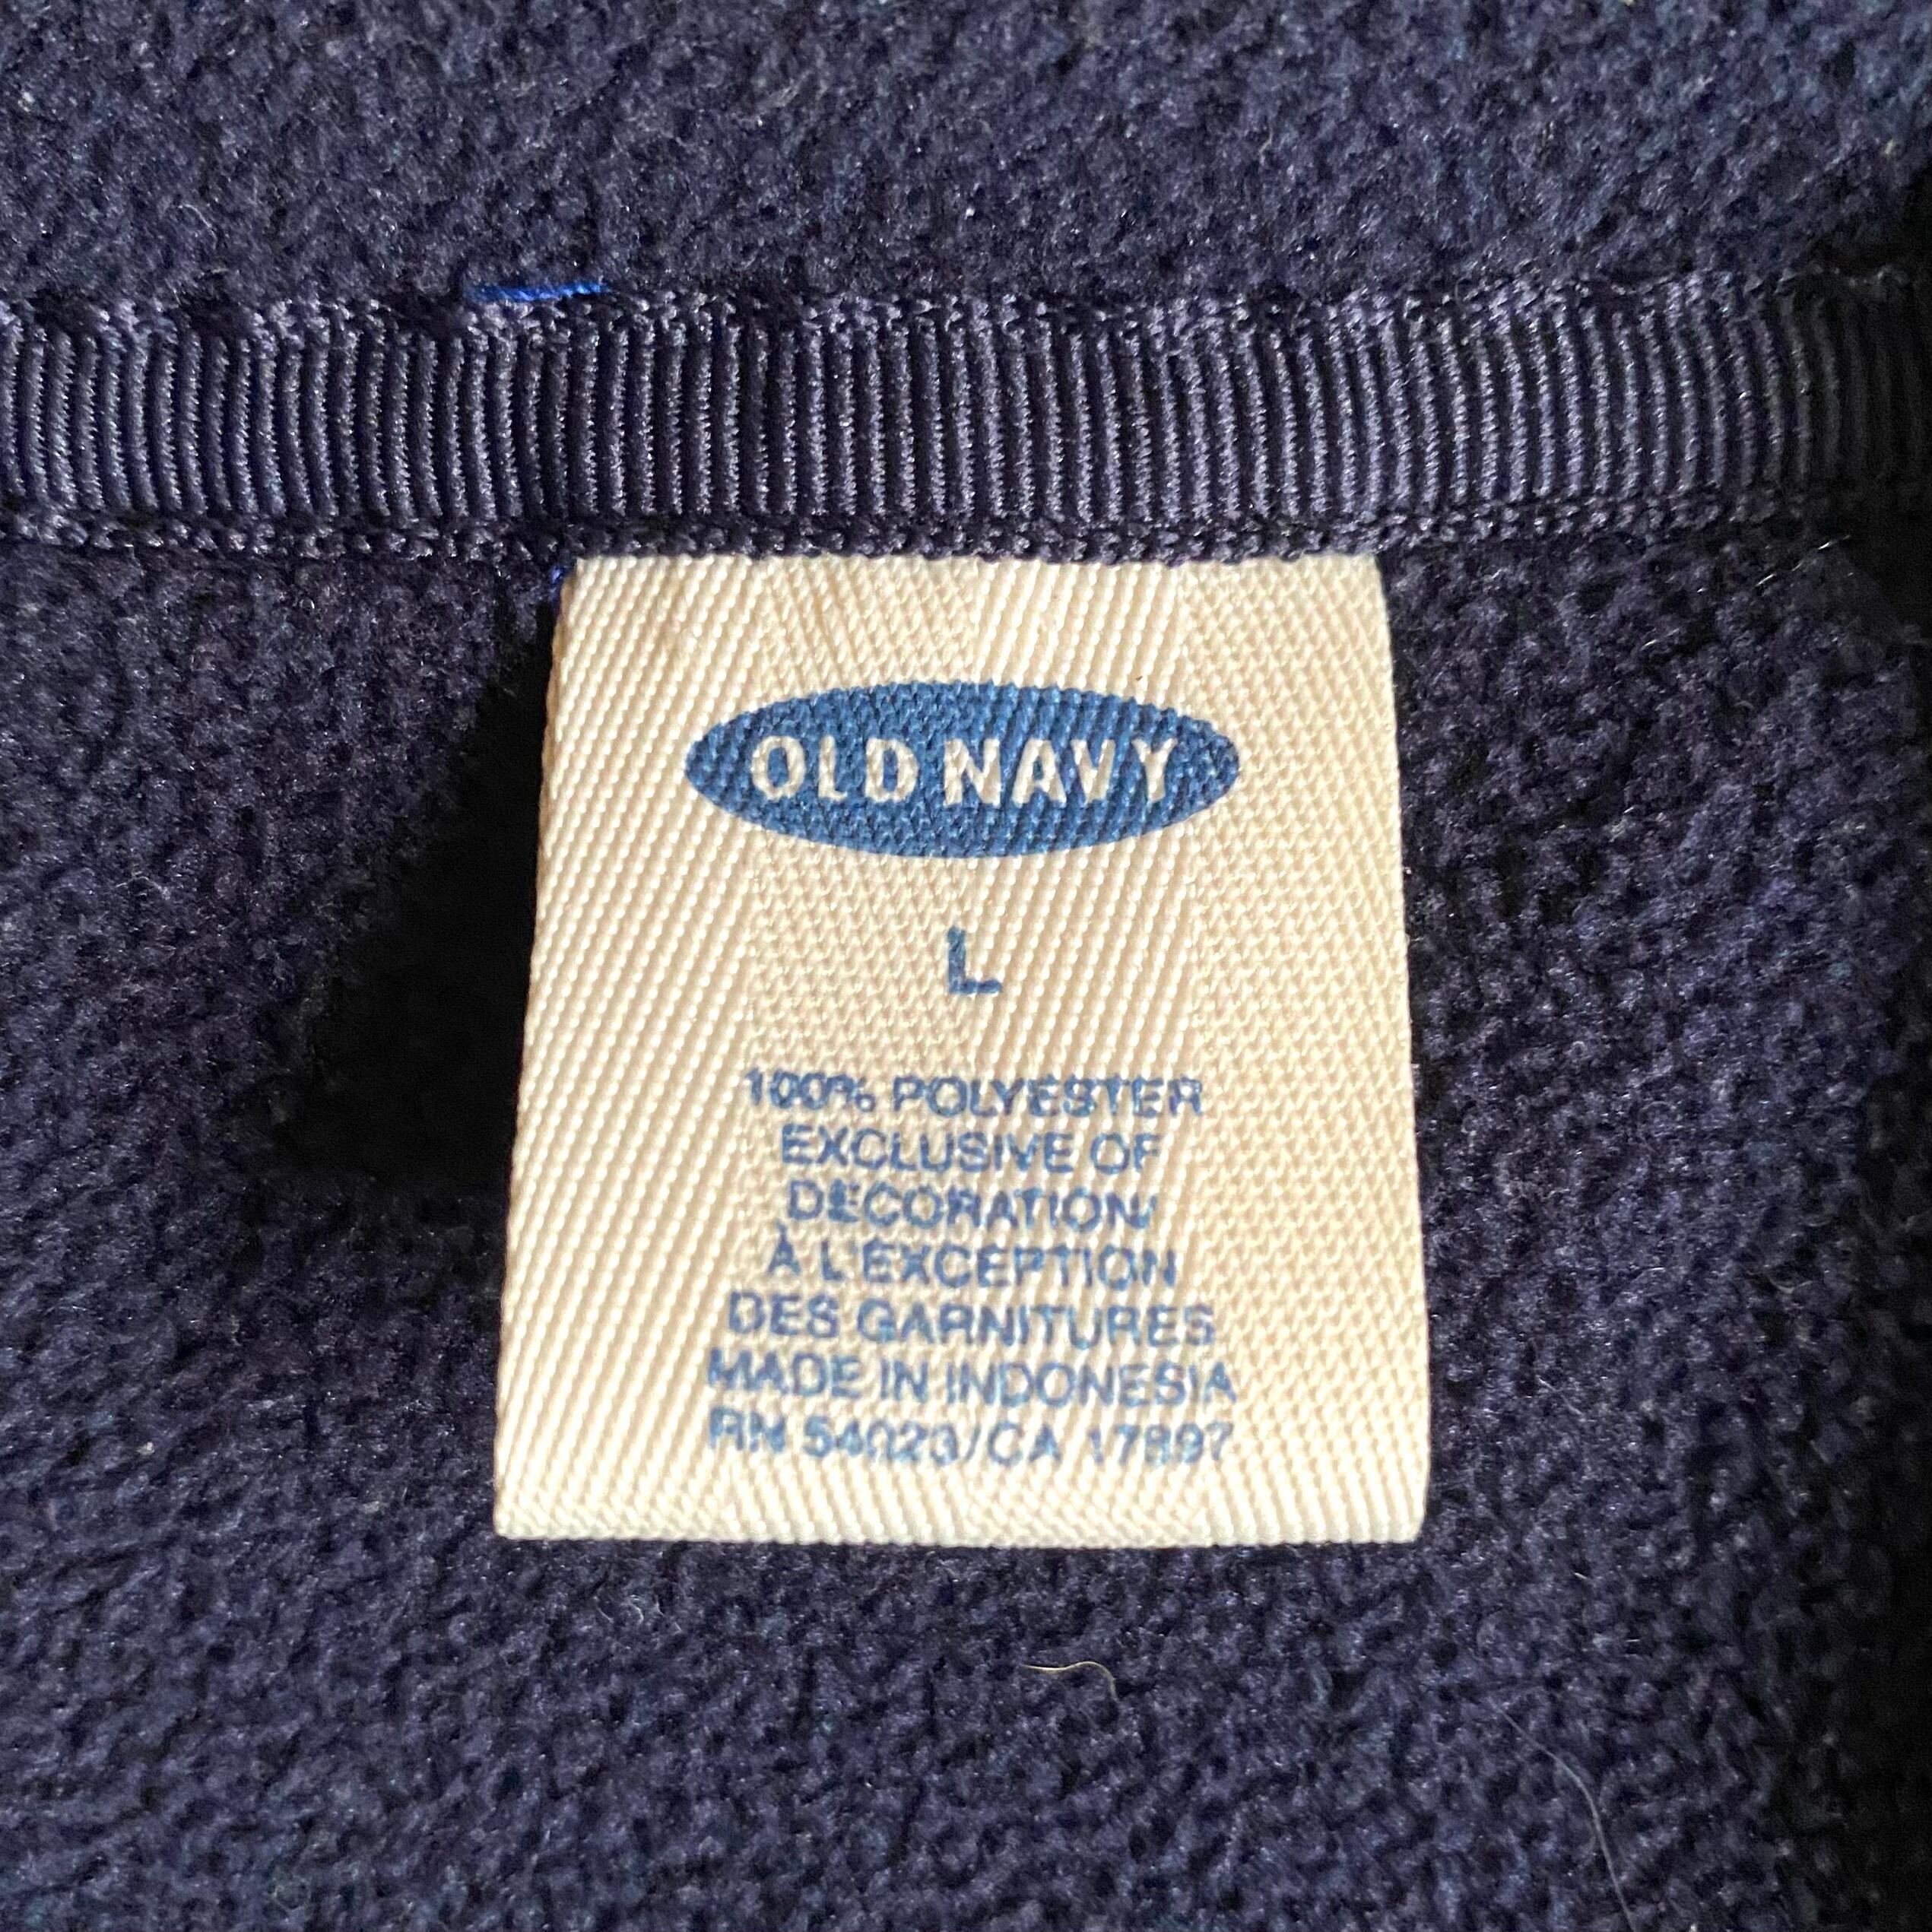 OLD NAVY
L
100% POLYESTER
EXCLUSIVE OF
DECORATION/
À L'EXCEPTION
DES GARNITURES
MADE IN INDONESIA
RN 54023/CA 17897